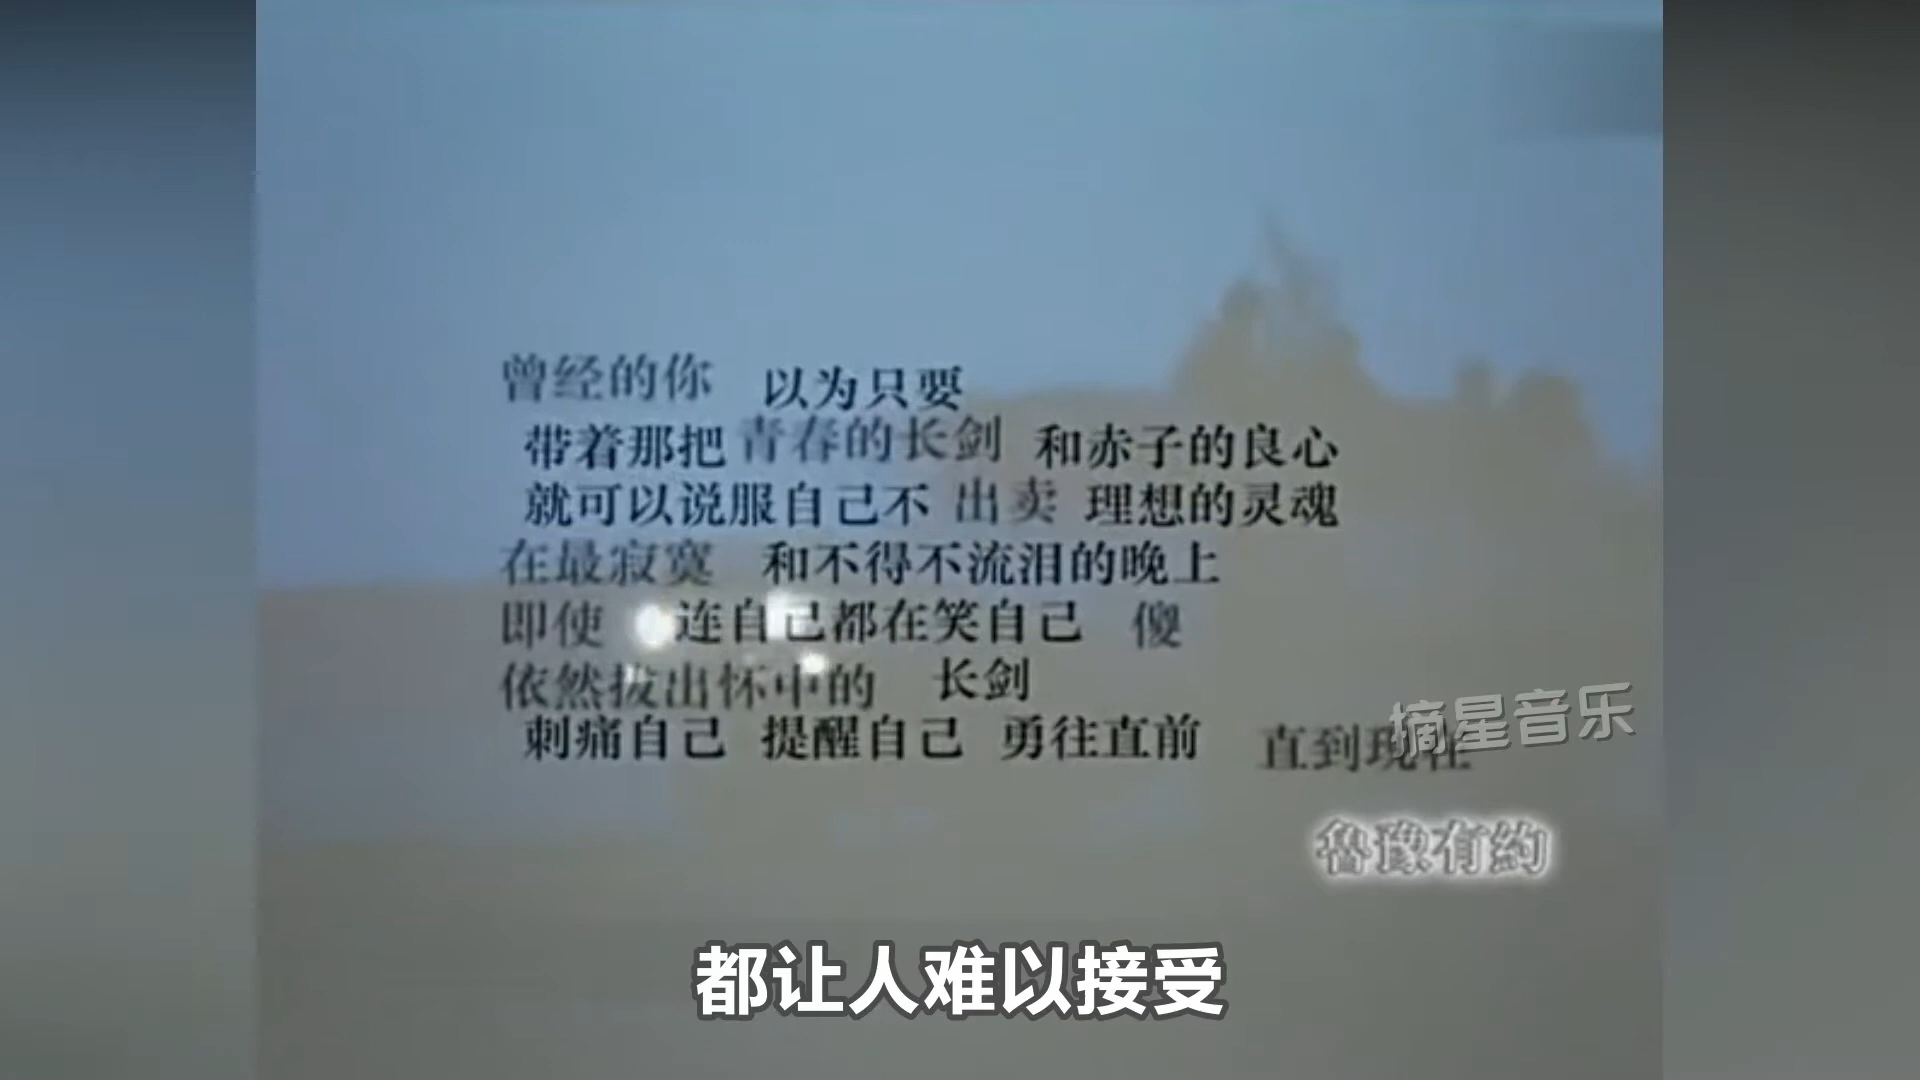 曾经的你 以为只要
带着那把 青春的长剑 和赤子的良心
就可以说服自己不 出卖 理想的灵魂
在最寂寞 和不得不流泪的晚上
即使 连自己都在笑自己 傻
依然拔出怀中的 长剑
刺痛自己 提醒自己 勇往直前 直到现在
摘星音乐
鲁豫有約
都让人难以接受